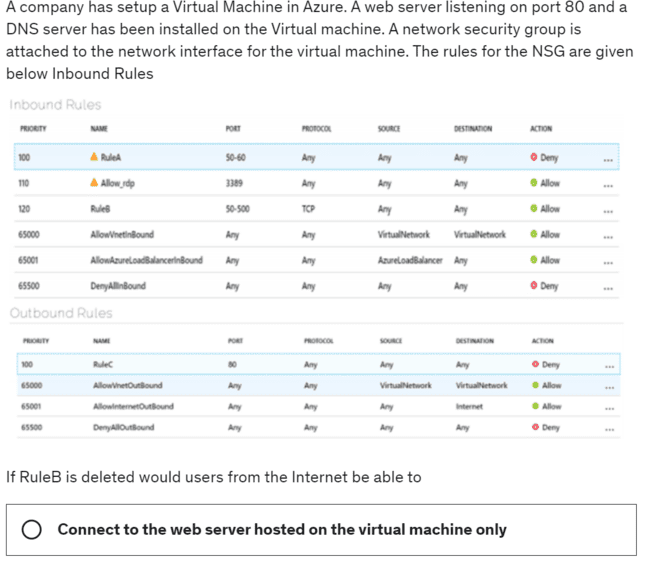 A company has setup a Virtual Machine in Azure. A web server listening on port 80 and a
DNS server has been installed on the Virtual machine. A network security group is
attached to the network interface for the virtual machine. The rules for the NSG are given
below Inbound Rules
Inbound Rules
PRIORITY NAME PORT PROTOCOL SOURCE DESTINATION ACTION
100 RuleA 50-60 Any Any Any Deny ...
110 Allow_rdp 3389 Any Any Any Allow ...
120 RuleB 50-500 TCP Any Any Allow ...
65000 AllowVnetInBound Any Any VirtualNetwork VirtualNetwork Allow ...
65001 AllowAzureLoadBalancerInBound Any Any AzureLoadBalancer Any Allow ...
65500 DenyAllInBound Any Any Any Any Deny ...
Outbound Rules
PRIORITY NAME PORT PROTOCOL SOURCE DESTINATION ACTION
100 RuleC 80 Any Any Any Deny ...
65000 AllowVnetOutBound Any Any VirtualNetwork VirtualNetwork Allow ...
65001 AllowInternetOutBound Any Any Any Internet Allow ...
65500 DenyAllOutBound Any Any Any Any Deny ...
If RuleB is deleted would users from the Internet be able to
Connect to the web server hosted on the virtual machine only